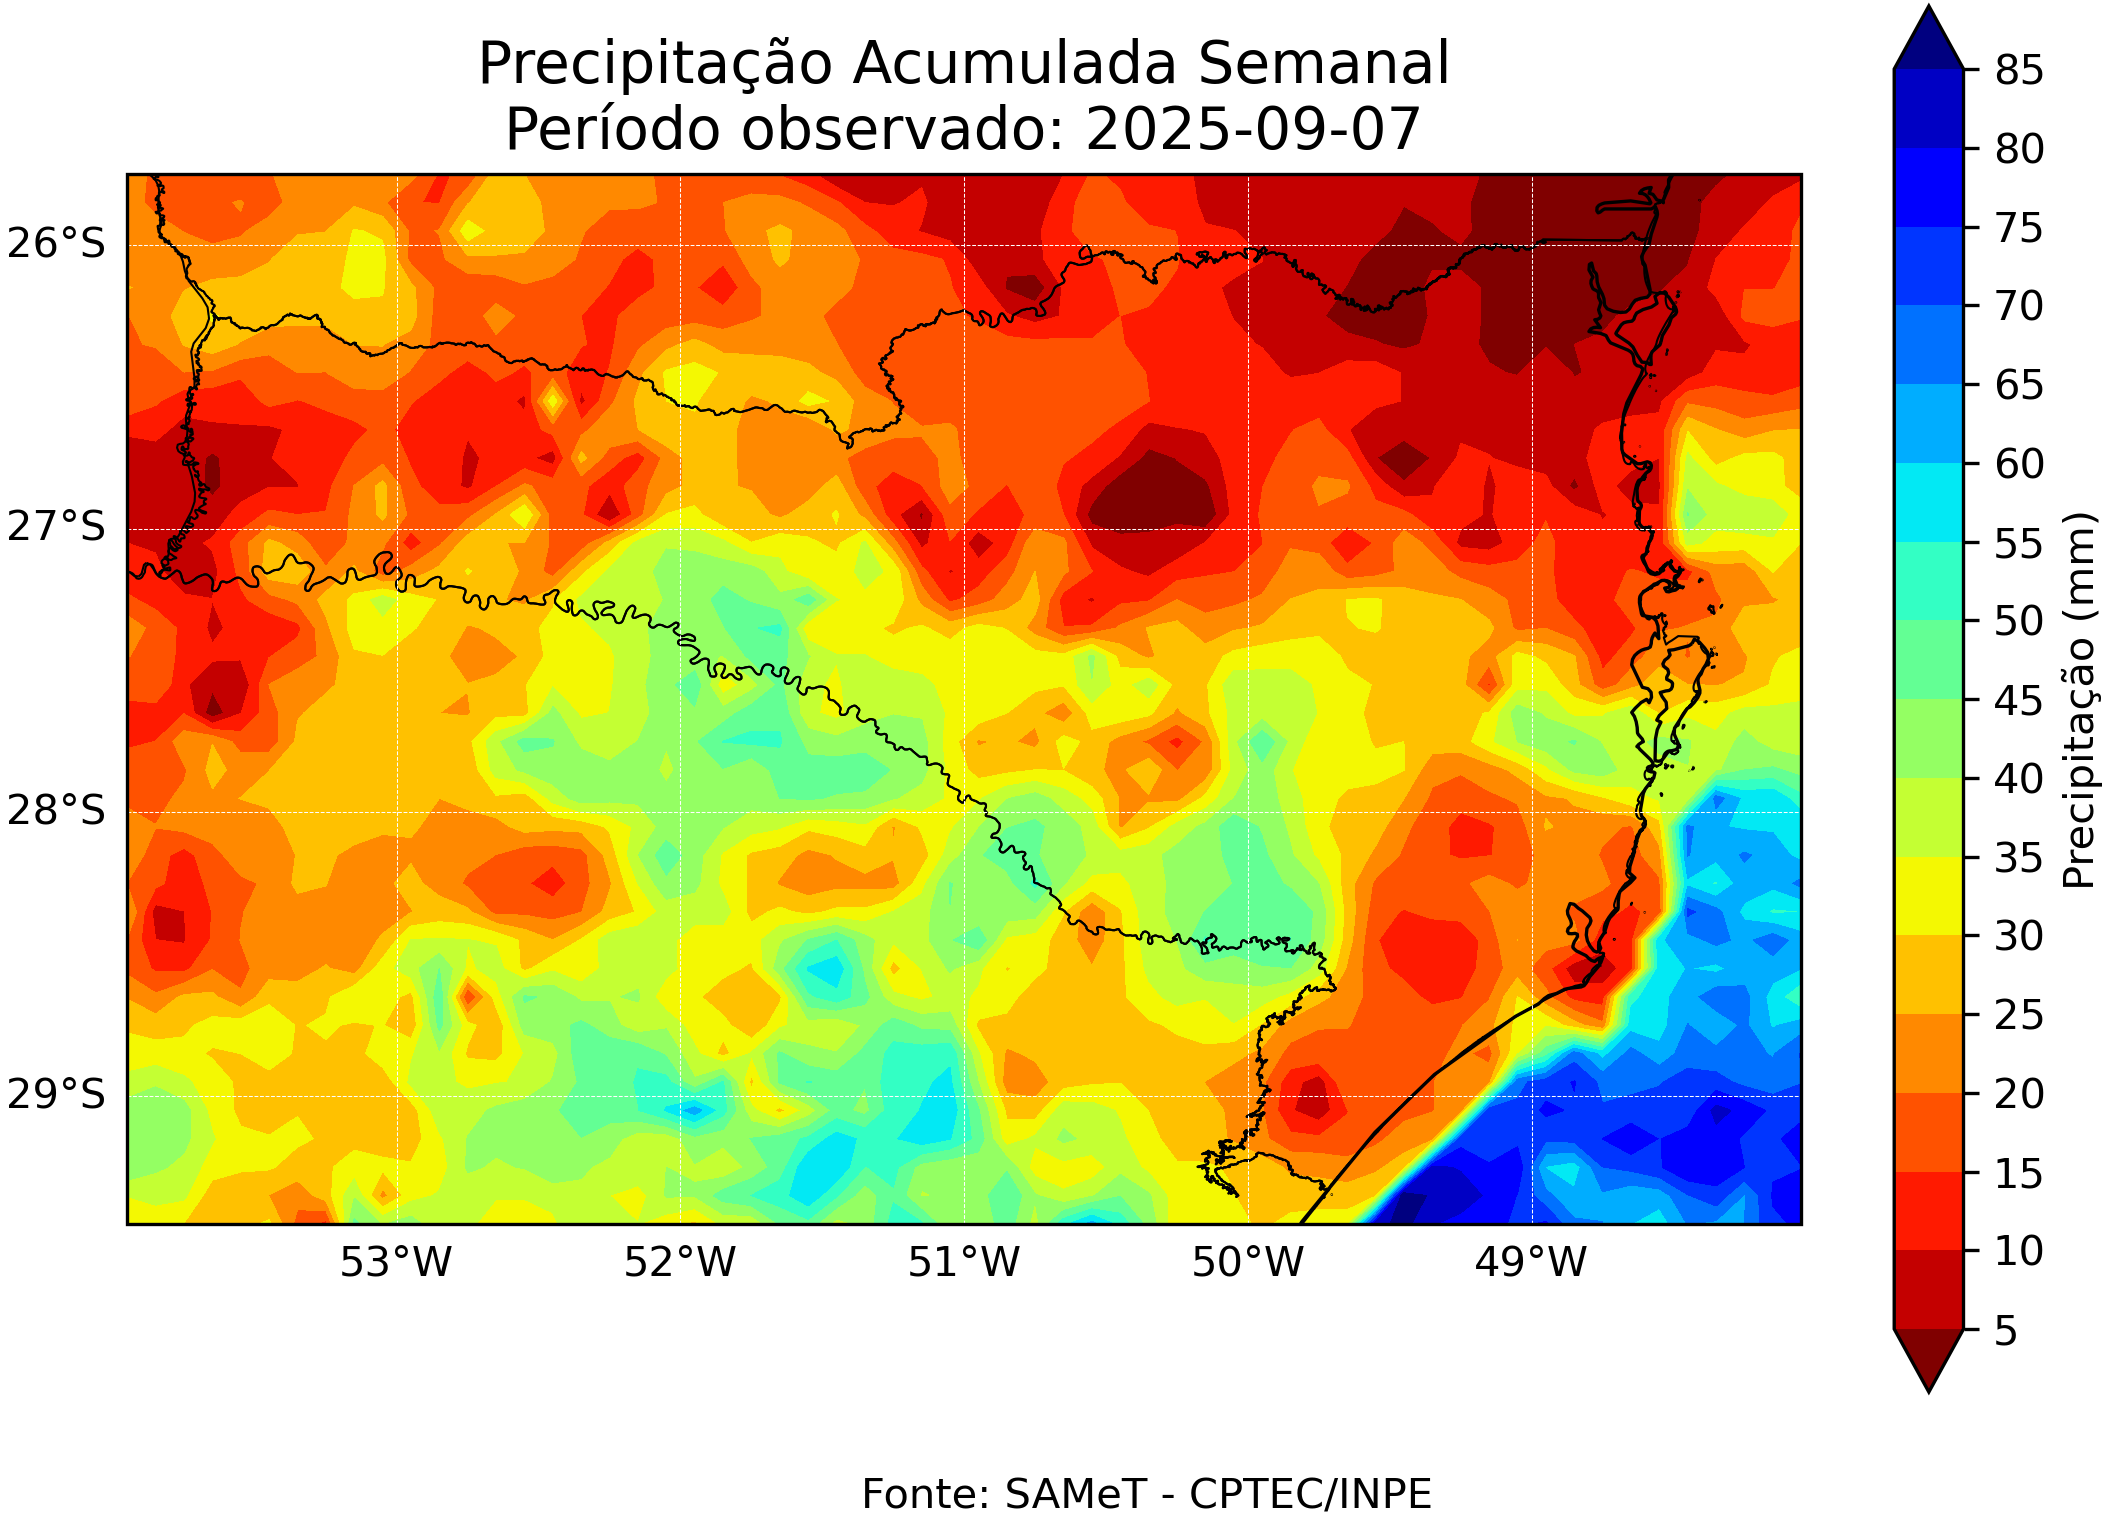 Precipitação Acumulada Semanal
Período observado: 2025-09-07
26°S
27°S
28°S
29°S
53°W
52°W
51°W
50°W
49°W
85
80
75
70
65
60
55
50
45
40
35
30
25
20
15
10
5
Precipitação (mm)
Fonte: SAMeT - CPTEC/INPE